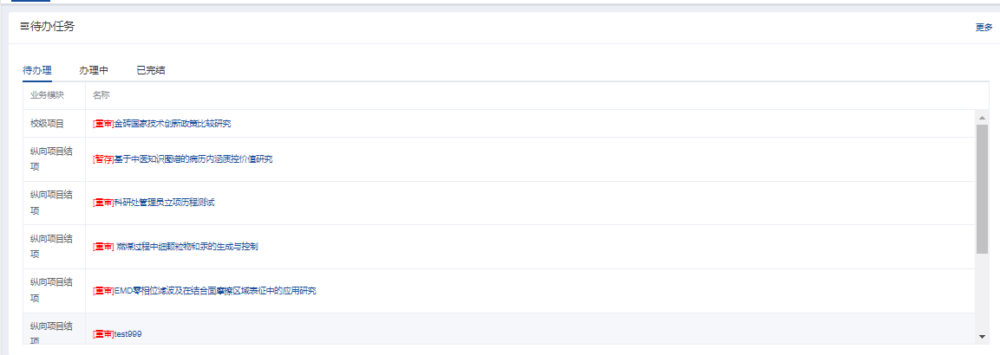 待办任务
更多
待办理 办理中 已完结
业务模块 名称
校级项目 [重审]金砖国家技术创新政策比较研究
纵向项目结
项
[暂存]基于中医知识图谱的病历内涵质控价值研究
纵向项目结
项
[重审]科研处管理员立项历程测试
纵向项目结
项
[重审] 燃煤过程中细颗粒物和汞的生成与控制
纵向项目结
项
[重审]EMD零相位滤波及在结合面摩擦区域表征中的应用研究
纵向项目结
项
[重审]test999